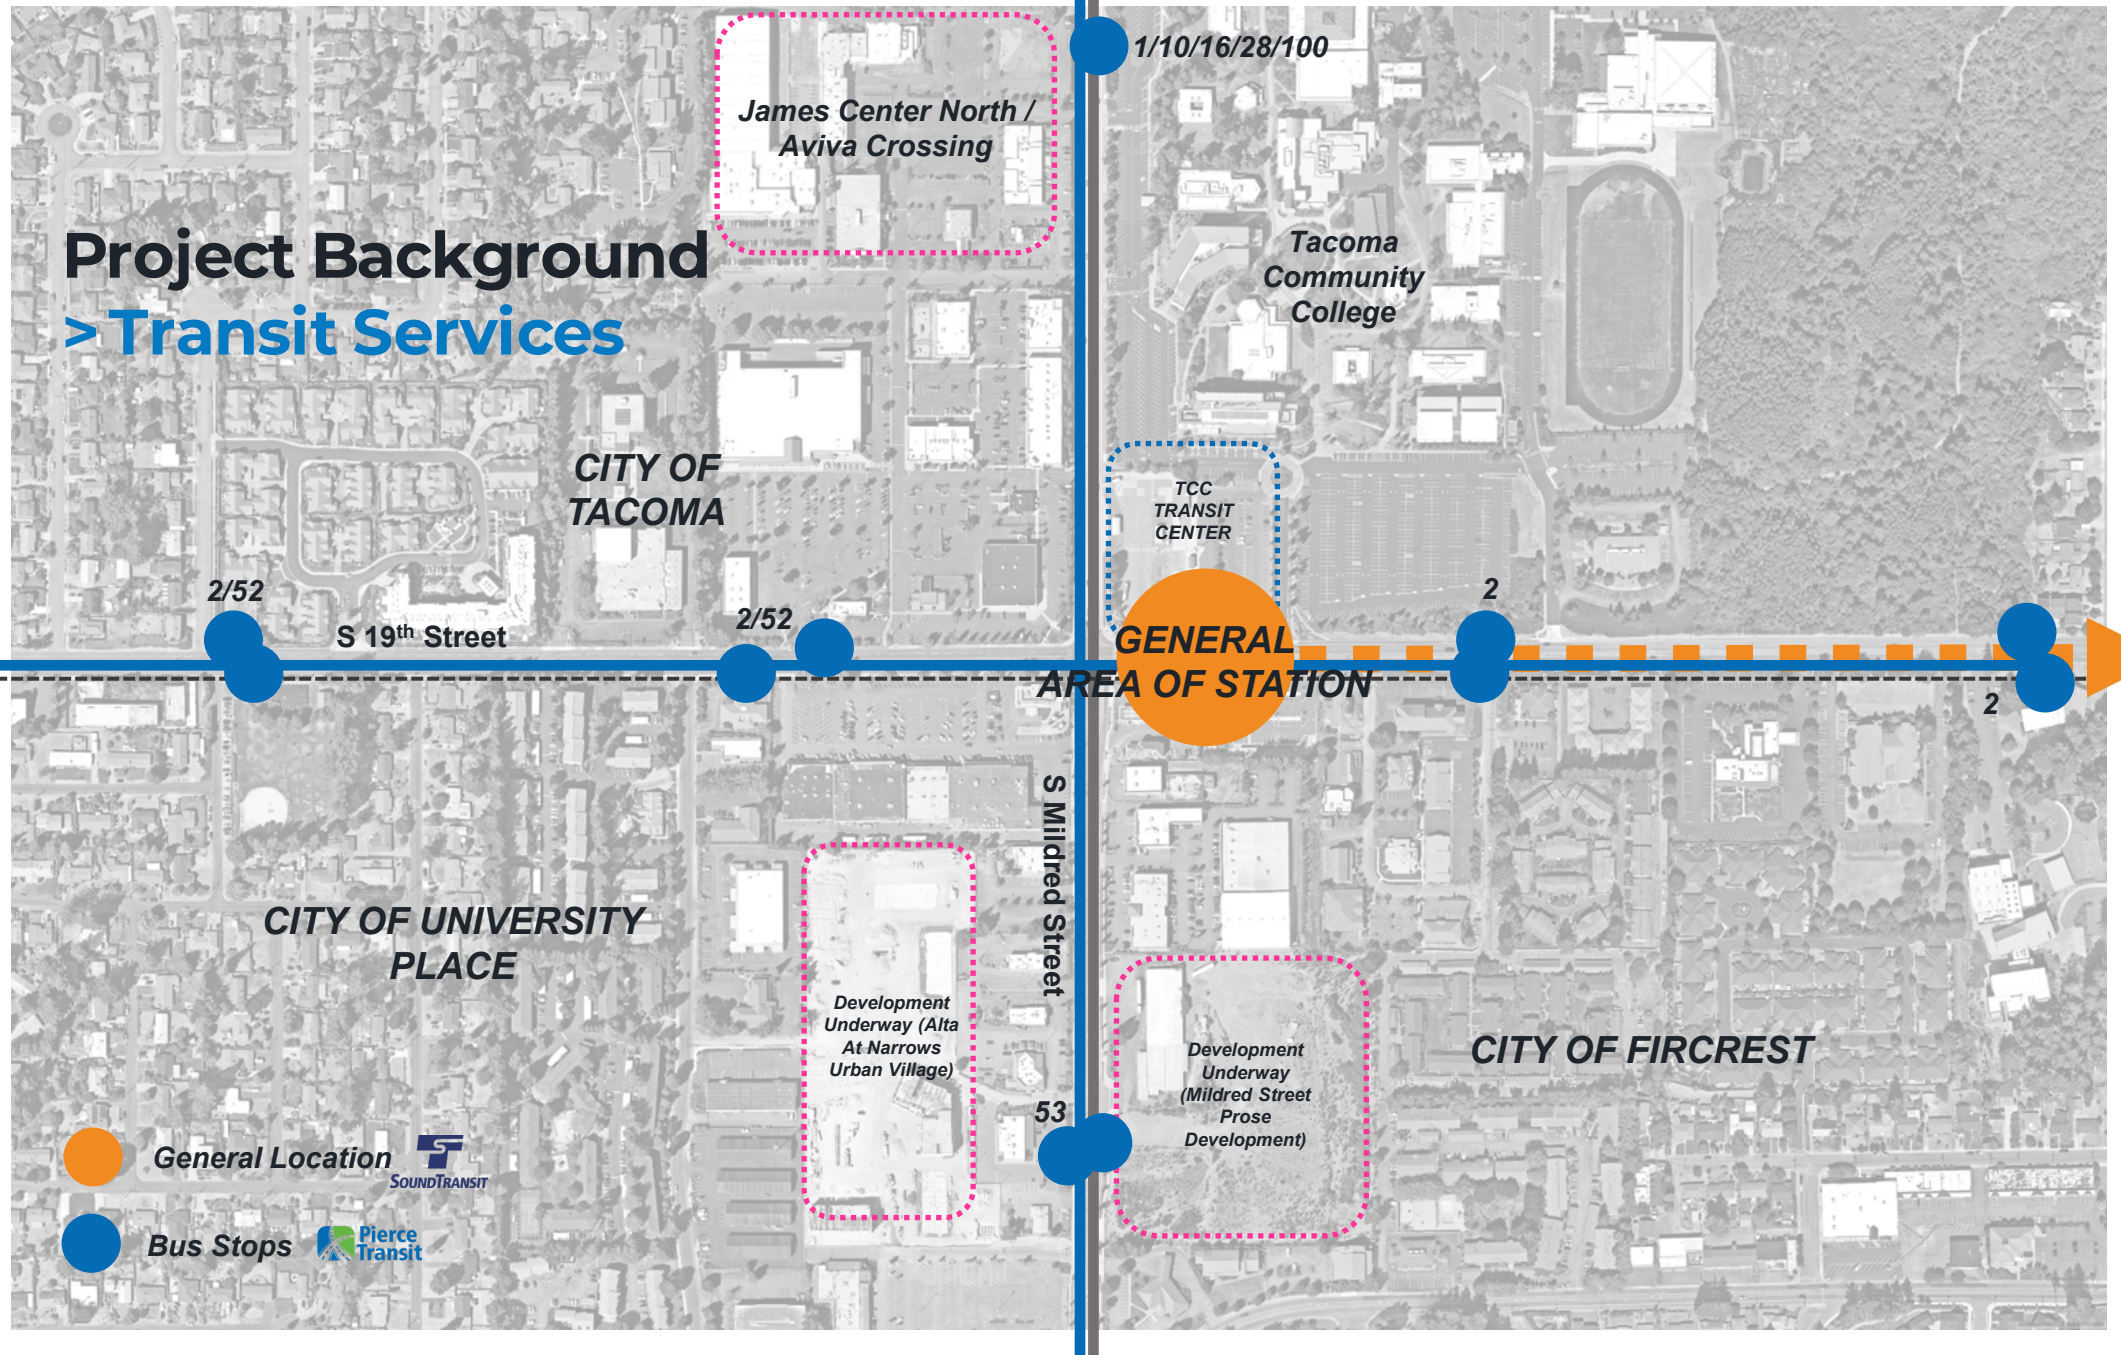 1/10/16/28/100
James Center North /
Aviva Crossing
Project Background
> Transit Services
Tacoma
Community
College
CITY OF
TACOMA
TCC
TRANSIT
CENTER
2/52
S 19th Street
2/52
GENERAL
AREA OF STATION
2
2
S Mildred Street
CITY OF UNIVERSITY
PLACE
Development
Underway (Alta
At Narrows
Urban Village)
Development
Underway
(Mildred Street
Prose
Development)
CITY OF FIRCREST
53
General Location
SOUNDTRANSIT
Bus Stops
Pierce
Transit